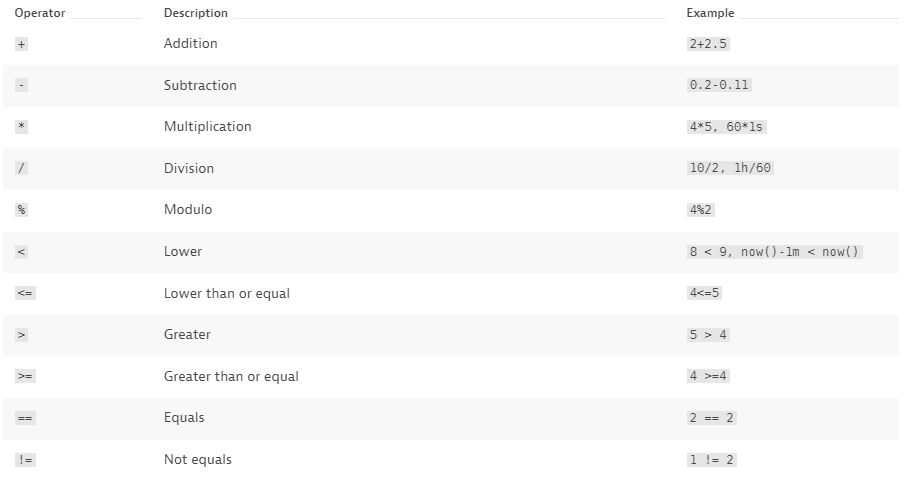 Operator Description Example
+ Addition 2+2.5
- Subtraction 0.2-0.11
* Multiplication 4*5, 60*1s
/ Division 10/2, 1h/60
% Modulo 4%2
< Lower 8 < 9, now()-1m < now()
<= Lower than or equal 4<=5
> Greater 5 > 4
>= Greater than or equal 4 >=4
== Equals 2 == 2
!= Not equals 1 != 2